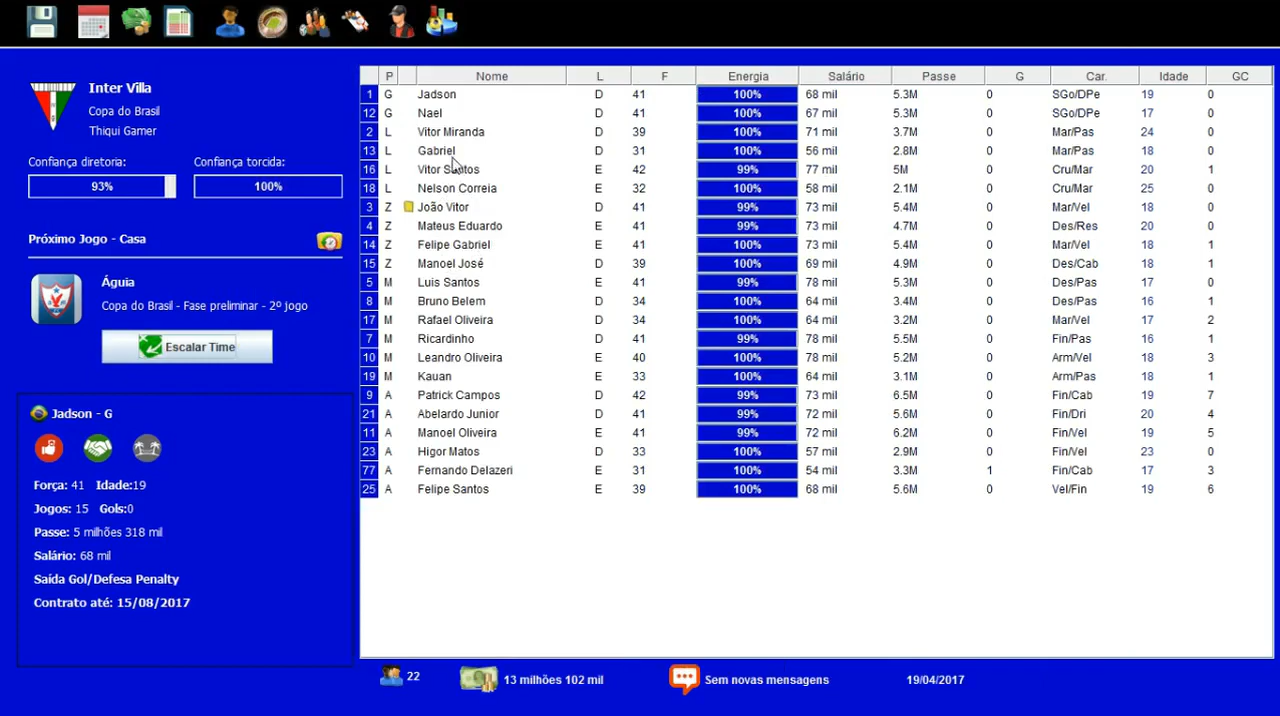 Inter Villa
Copa do Brasil
Thiqui Gamer
Confiança diretoria: Confiança torcida:
93% 100%
Próximo Jogo - Casa
Águia
Copa do Brasil - Fase preliminar - 2º jogo
Escalar Time
Jadson - G
Força: 41 Idade:19
Jogos: 15 Gols:0
Passe: 5 milhões 318 mil
Salário: 68 mil
Saída Gol/Defesa Penalty
Contrato até: 15/08/2017
P Nome L F Energia Salário Passe G Car. Idade GC
1 G Jadson D 41 100% 68 mil 5.3M 0 SGo/DPe 19 0
12 G Nael D 41 100% 67 mil 5.3M 0 SGo/DPe 17 0
2 L Vitor Miranda D 39 100% 71 mil 3.7M 0 Mar/Pas 24 0
13 L Gabriel D 31 100% 56 mil 2.8M 0 Mar/Pas 18 0
16 L Vitor Santos E 42 99% 77 mil 5M 0 Cru/Mar 20 1
18 L Nelson Correia E 32 100% 58 mil 2.1M 0 Cru/Mar 25 0
3 Z João Vitor D 41 99% 73 mil 5.4M 0 Mar/Vel 18 0
4 Z Mateus Eduardo E 41 99% 73 mil 4.7M 0 Des/Res 20 0
14 Z Felipe Gabriel E 41 100% 73 mil 5.4M 0 Mar/Vel 18 1
15 Z Manoel José D 39 100% 69 mil 4.9M 0 Des/Cab 18 1
5 M Luis Santos E 41 99% 78 mil 5.3M 0 Des/Pas 17 0
8 M Bruno Belem D 34 100% 64 mil 3.4M 0 Des/Pas 16 1
17 M Rafael Oliveira D 34 100% 64 mil 3.2M 0 Mar/Vel 17 2
7 M Ricardinho D 41 99% 78 mil 5.5M 0 Fin/Pas 16 1
10 M Leandro Oliveira E 40 100% 78 mil 5.2M 0 Arm/Vel 18 3
19 M Kauan E 33 100% 64 mil 3.1M 0 Arm/Pas 18 1
9 A Patrick Campos D 42 99% 73 mil 6.5M 0 Fin/Cab 19 7
21 A Abelardo Junior D 41 99% 72 mil 5.6M 0 Fin/Dri 20 4
11 A Manoel Oliveira E 41 99% 72 mil 6.2M 0 Fin/Vel 19 5
23 A Higor Matos D 33 100% 57 mil 2.9M 0 Fin/Vel 23 0
77 A Fernando Delazeri E 31 100% 54 mil 3.3M 1 Fin/Cab 17 3
25 A Felipe Santos E 39 100% 68 mil 5.6M 0 Vel/Fin 19 6
22 13 milhões 102 mil Sem novas mensagens 19/04/2017